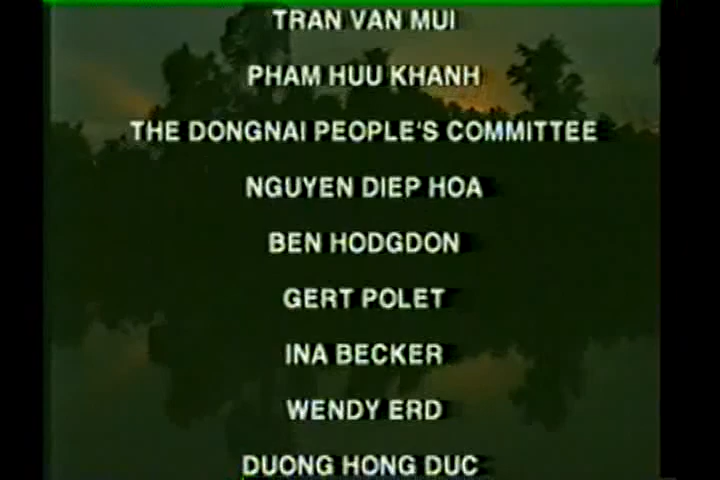 TRAN VAN MUI
PHAM HUU KHANH
THE DONGNAI PEOPLE'S COMMITTEE
NGUYEN DIEP HOA
BEN HODGDON
GERT POLET
INA BECKER
WENDY ERD
DUONG HONG DUC